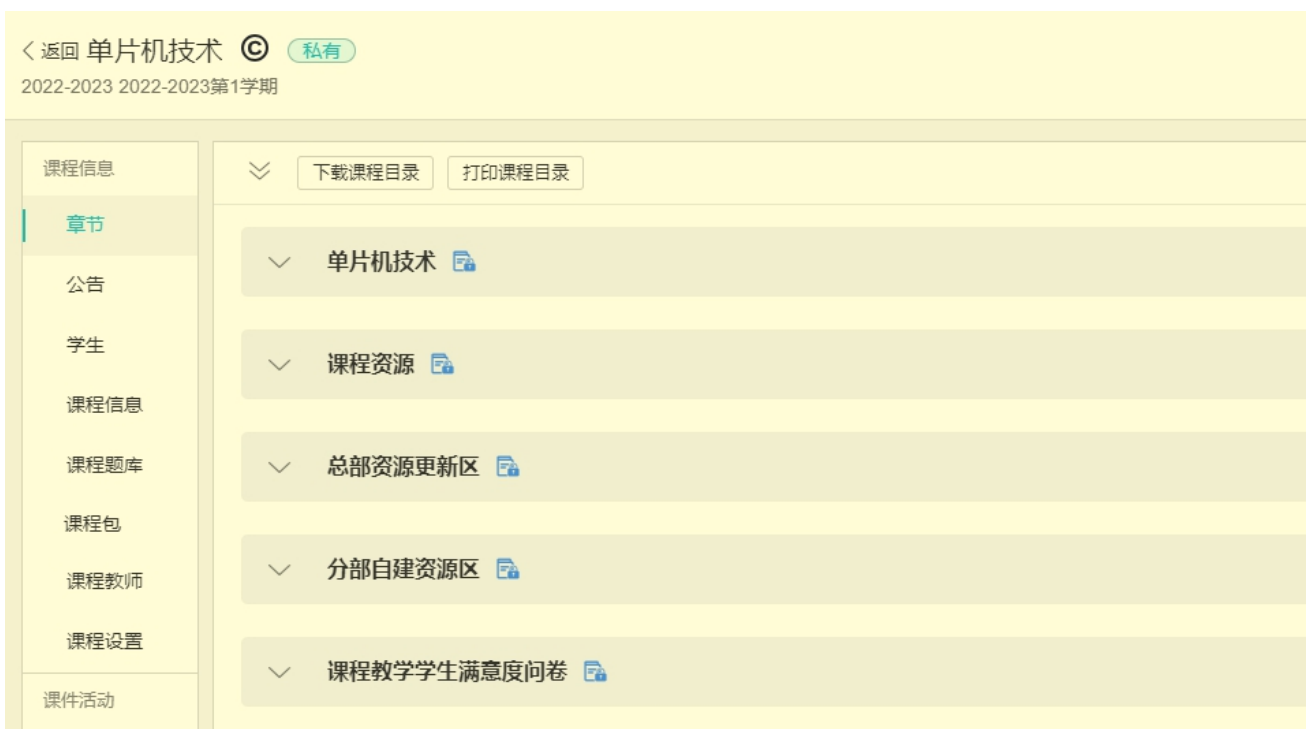 返回 单片机技术 © 私有
2022-2023 2022-2023第1学期
课程信息
章节
公告
学生
课程信息
课程题库
课程包
课程教师
课程设置
课件活动
下载课程目录 打印课程目录
单片机技术
课程资源
总部资源更新区
分部自建资源区
课程教学学生满意度问卷